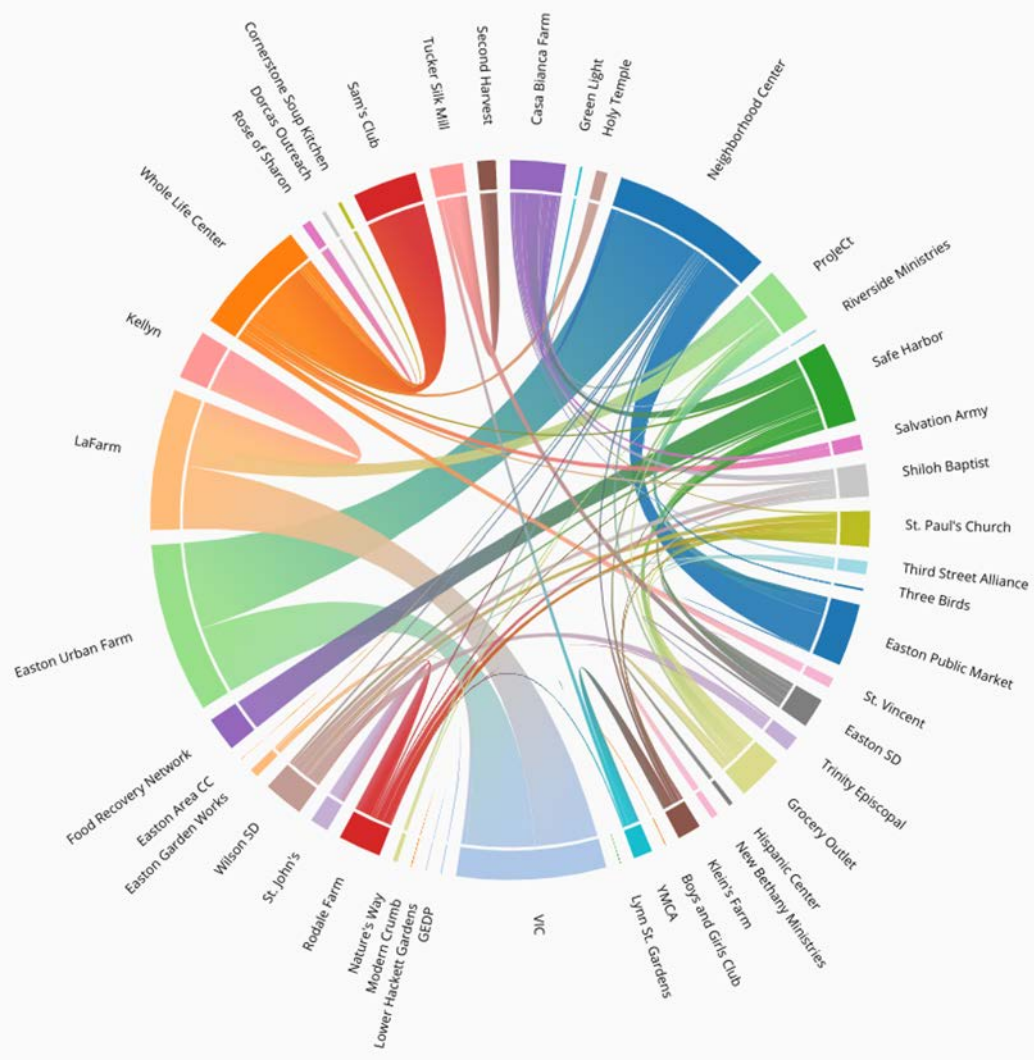 Neighborhood Center
ProJeCt
Riverside Ministries
Safe Harbor
Salvation Army
Shiloh Baptist
St. Paul's Church
Third Street Alliance
Three Birds
Easton Public Market
St. Vincent
Easton SD
Trinity Episcopal
Grocery Outlet
Hispanic Center
New Bethany Ministries
Klein's Farm
Boys and Girls Club
YMCA
Lynn St. Gardens
VIC
GEDP
Lower Hackett Gardens
Modern Crumb
Nature's Way
Rodale Farm
St. John's
Wilson SD
Easton Garden Works
Easton Area CC
Food Recovery Network
Easton Urban Farm
LaFarm
Kellyn
Whole Life Center
Rose of Sharon
Dorcas Outreach
Cornerstone Soup Kitchen
Sam's Club
Tucker Silk Mill
Second Harvest
Casa Bianca Farm
Green Light
Holy Temple